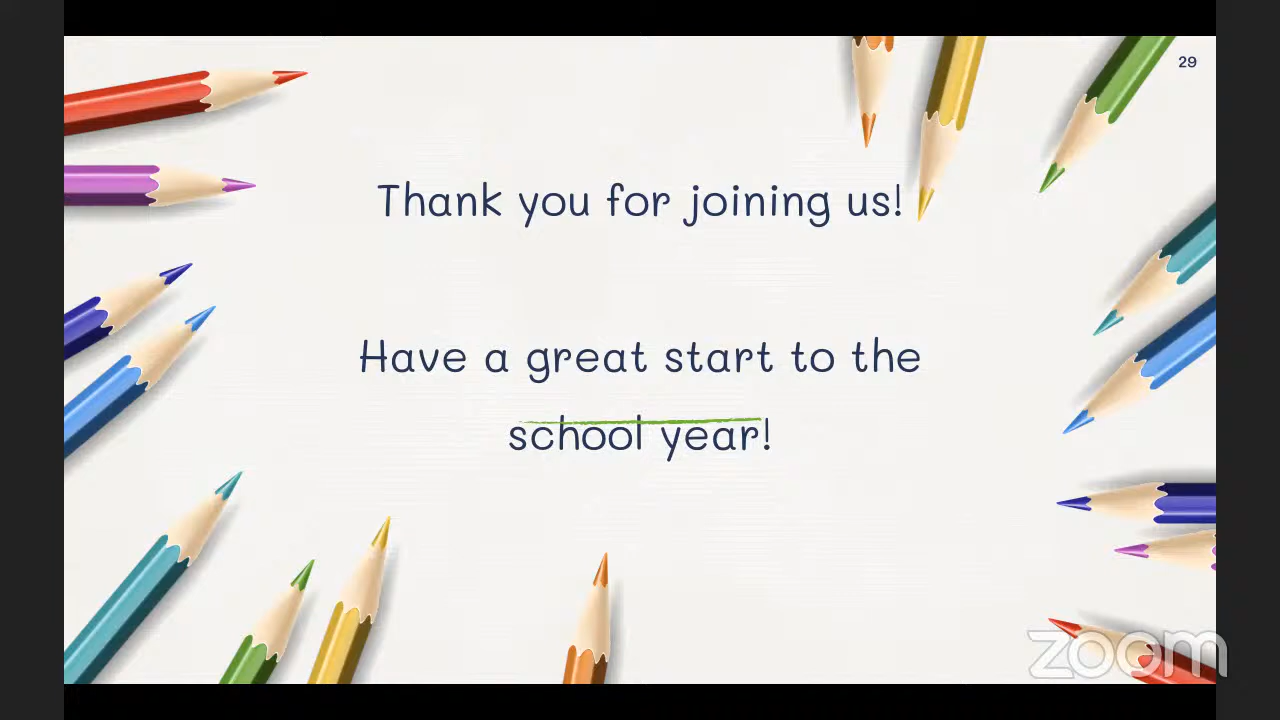 29
Thank you for joining us!
Have a great start to the
school year!
zoom